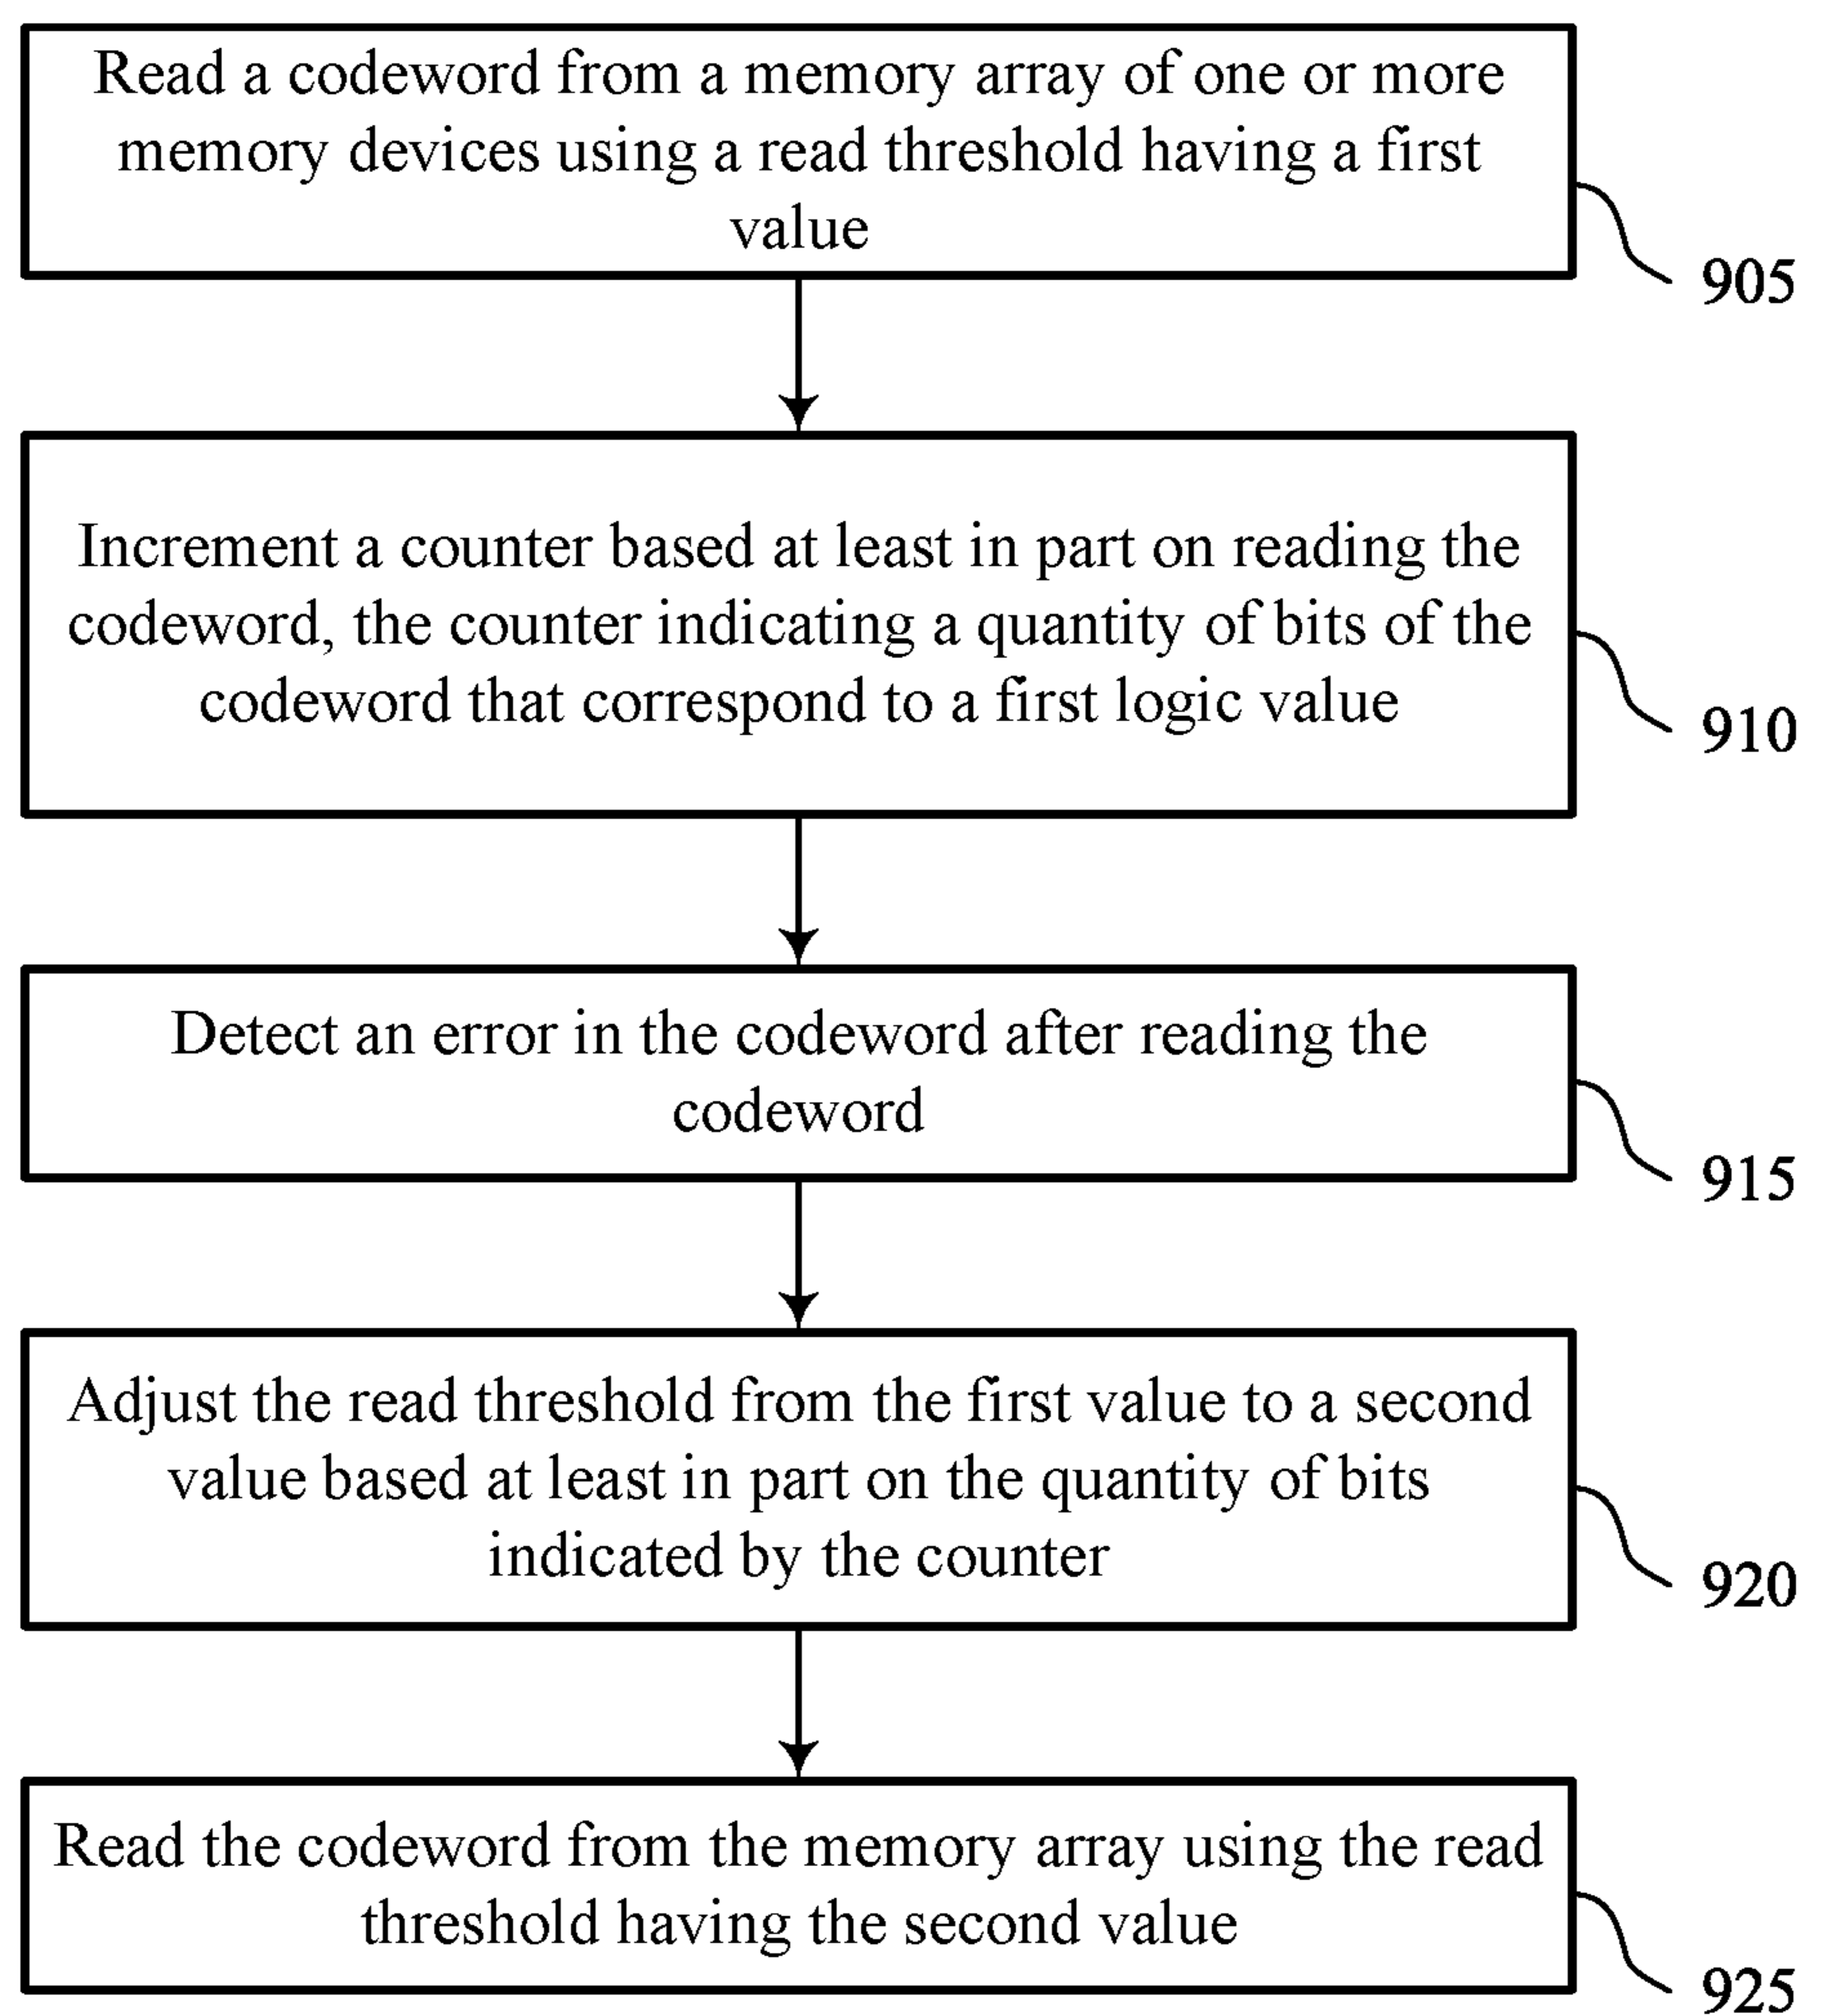 Read a codeword from a memory array of one or more
memory devices using a read threshold having a first
value
905
Increment a counter based at least in part on reading the
codeword, the counter indicating a quantity of bits of the
codeword that correspond to a first logic value
910
Detect an error in the codeword after reading the
codeword
915
Adjust the read threshold from the first value to a second
value based at least in part on the quantity of bits
indicated by the counter
920
Read the codeword from the memory array using the read
threshold having the second value
925